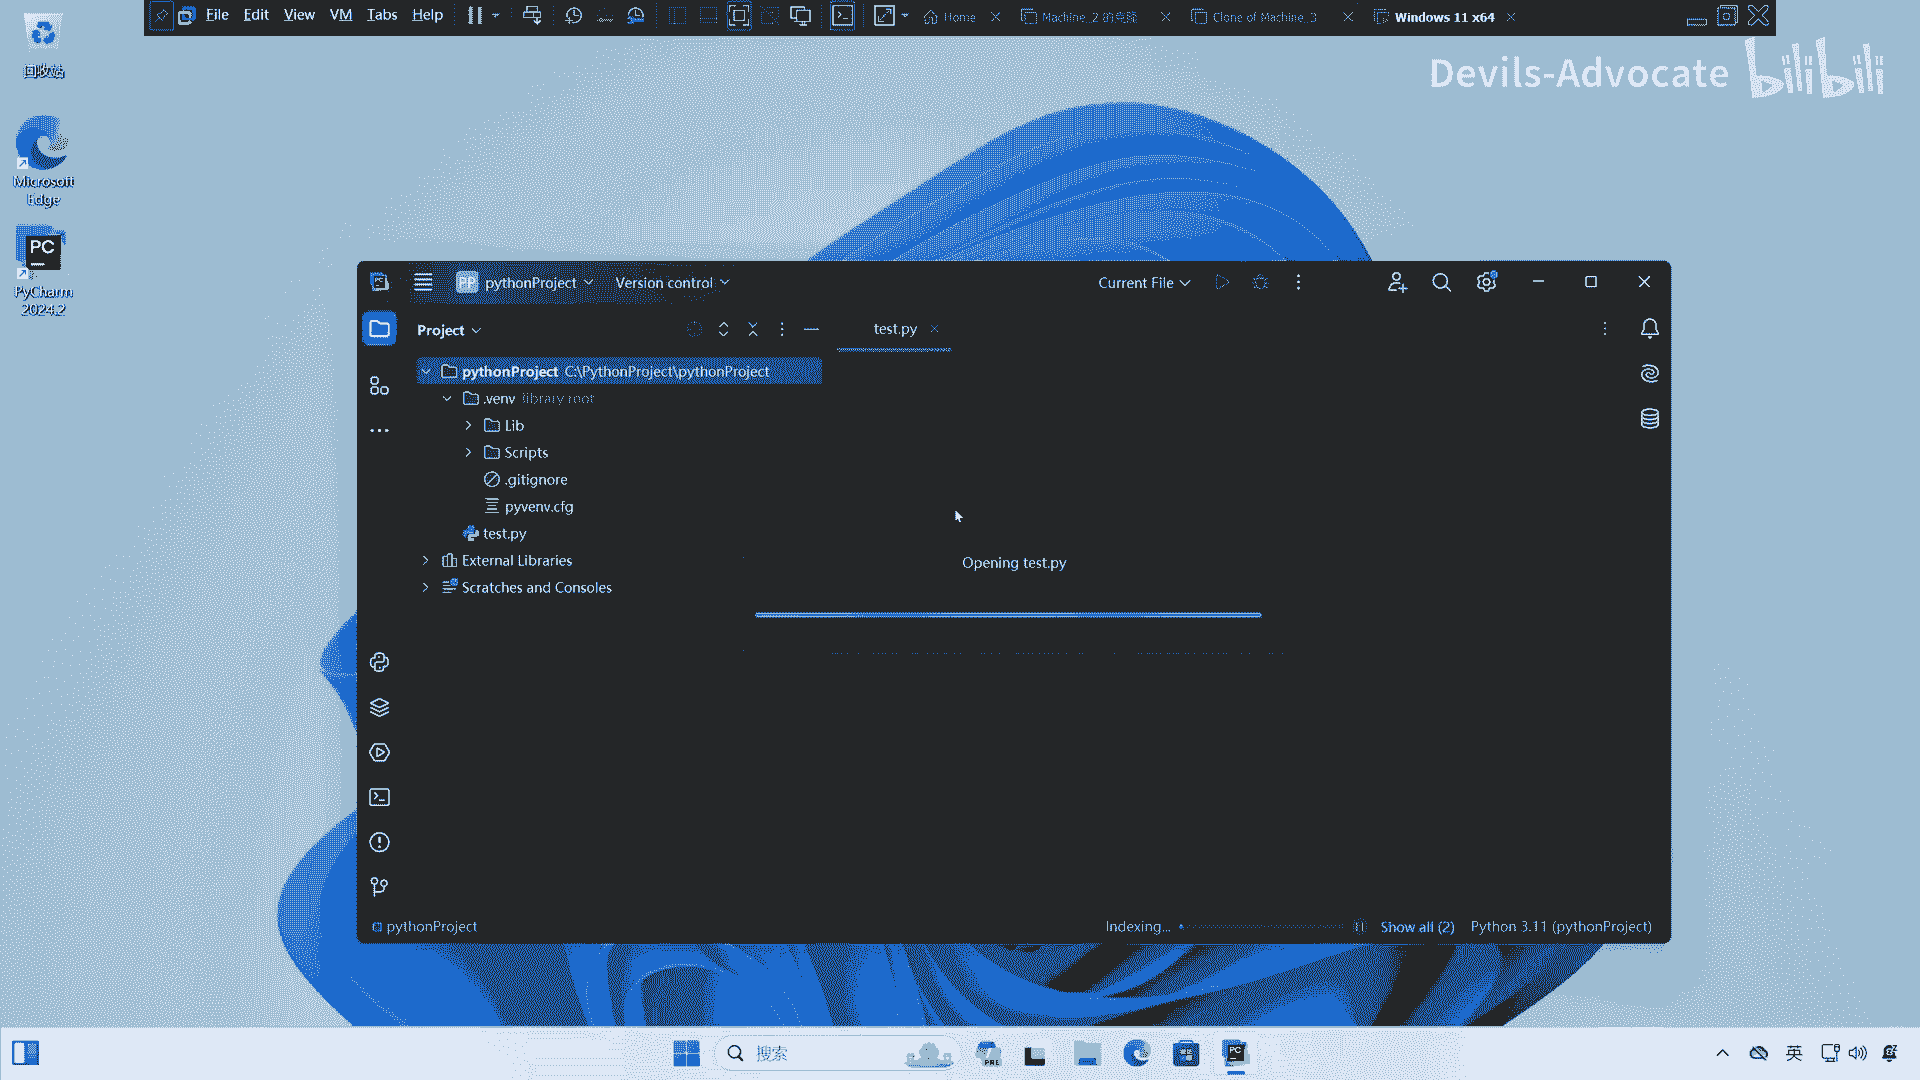 File Edit View VM Tabs Help
Home
Machine_2 的克隆
Clone of Machine_3
Windows 11 x64
回收站
Devils-Advocate bilibili
Microsoft
Edge
PC
PyCharm
2024.2
PC
PP pythonProject
Version control
Current File
Project
test.py
pythonProject C:\PythonProject\pythonProject
.venv library root
Lib
Scripts
.gitignore
pyvenv.cfg
test.py
External Libraries
Scratches and Consoles
Opening test.py
pythonProject
Indexing...
Show all (2)
Python 3.11 (pythonProject)
搜索
PRE
PC
英